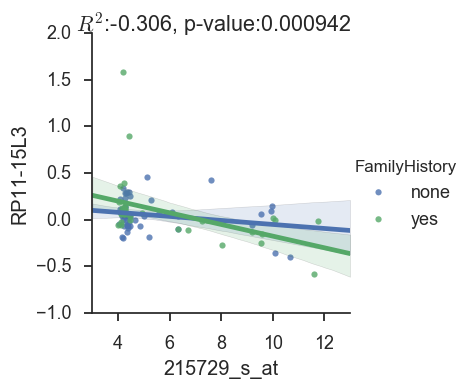 R²:-0.306, p-value:0.000942
2.0
1.5
1.0
0.5
0.0
−0.5
−1.0
RP11-15L3
4 6 8 10 12
215729_s_at
FamilyHistory
none
yes